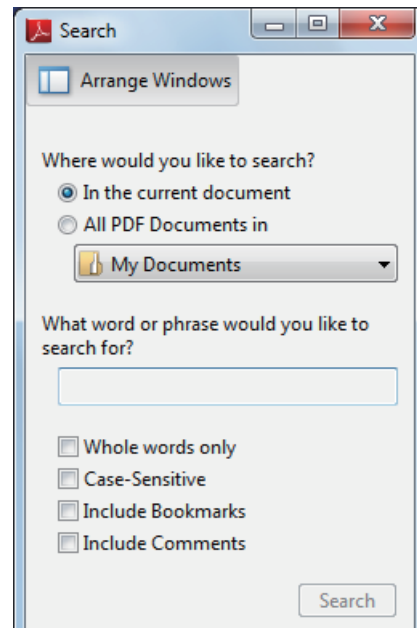 Search
Arrange Windows
Where would you like to search?
In the current document
All PDF Documents in
My Documents
What word or phrase would you like to
search for?
Whole words only
Case-Sensitive
Include Bookmarks
Include Comments
Search